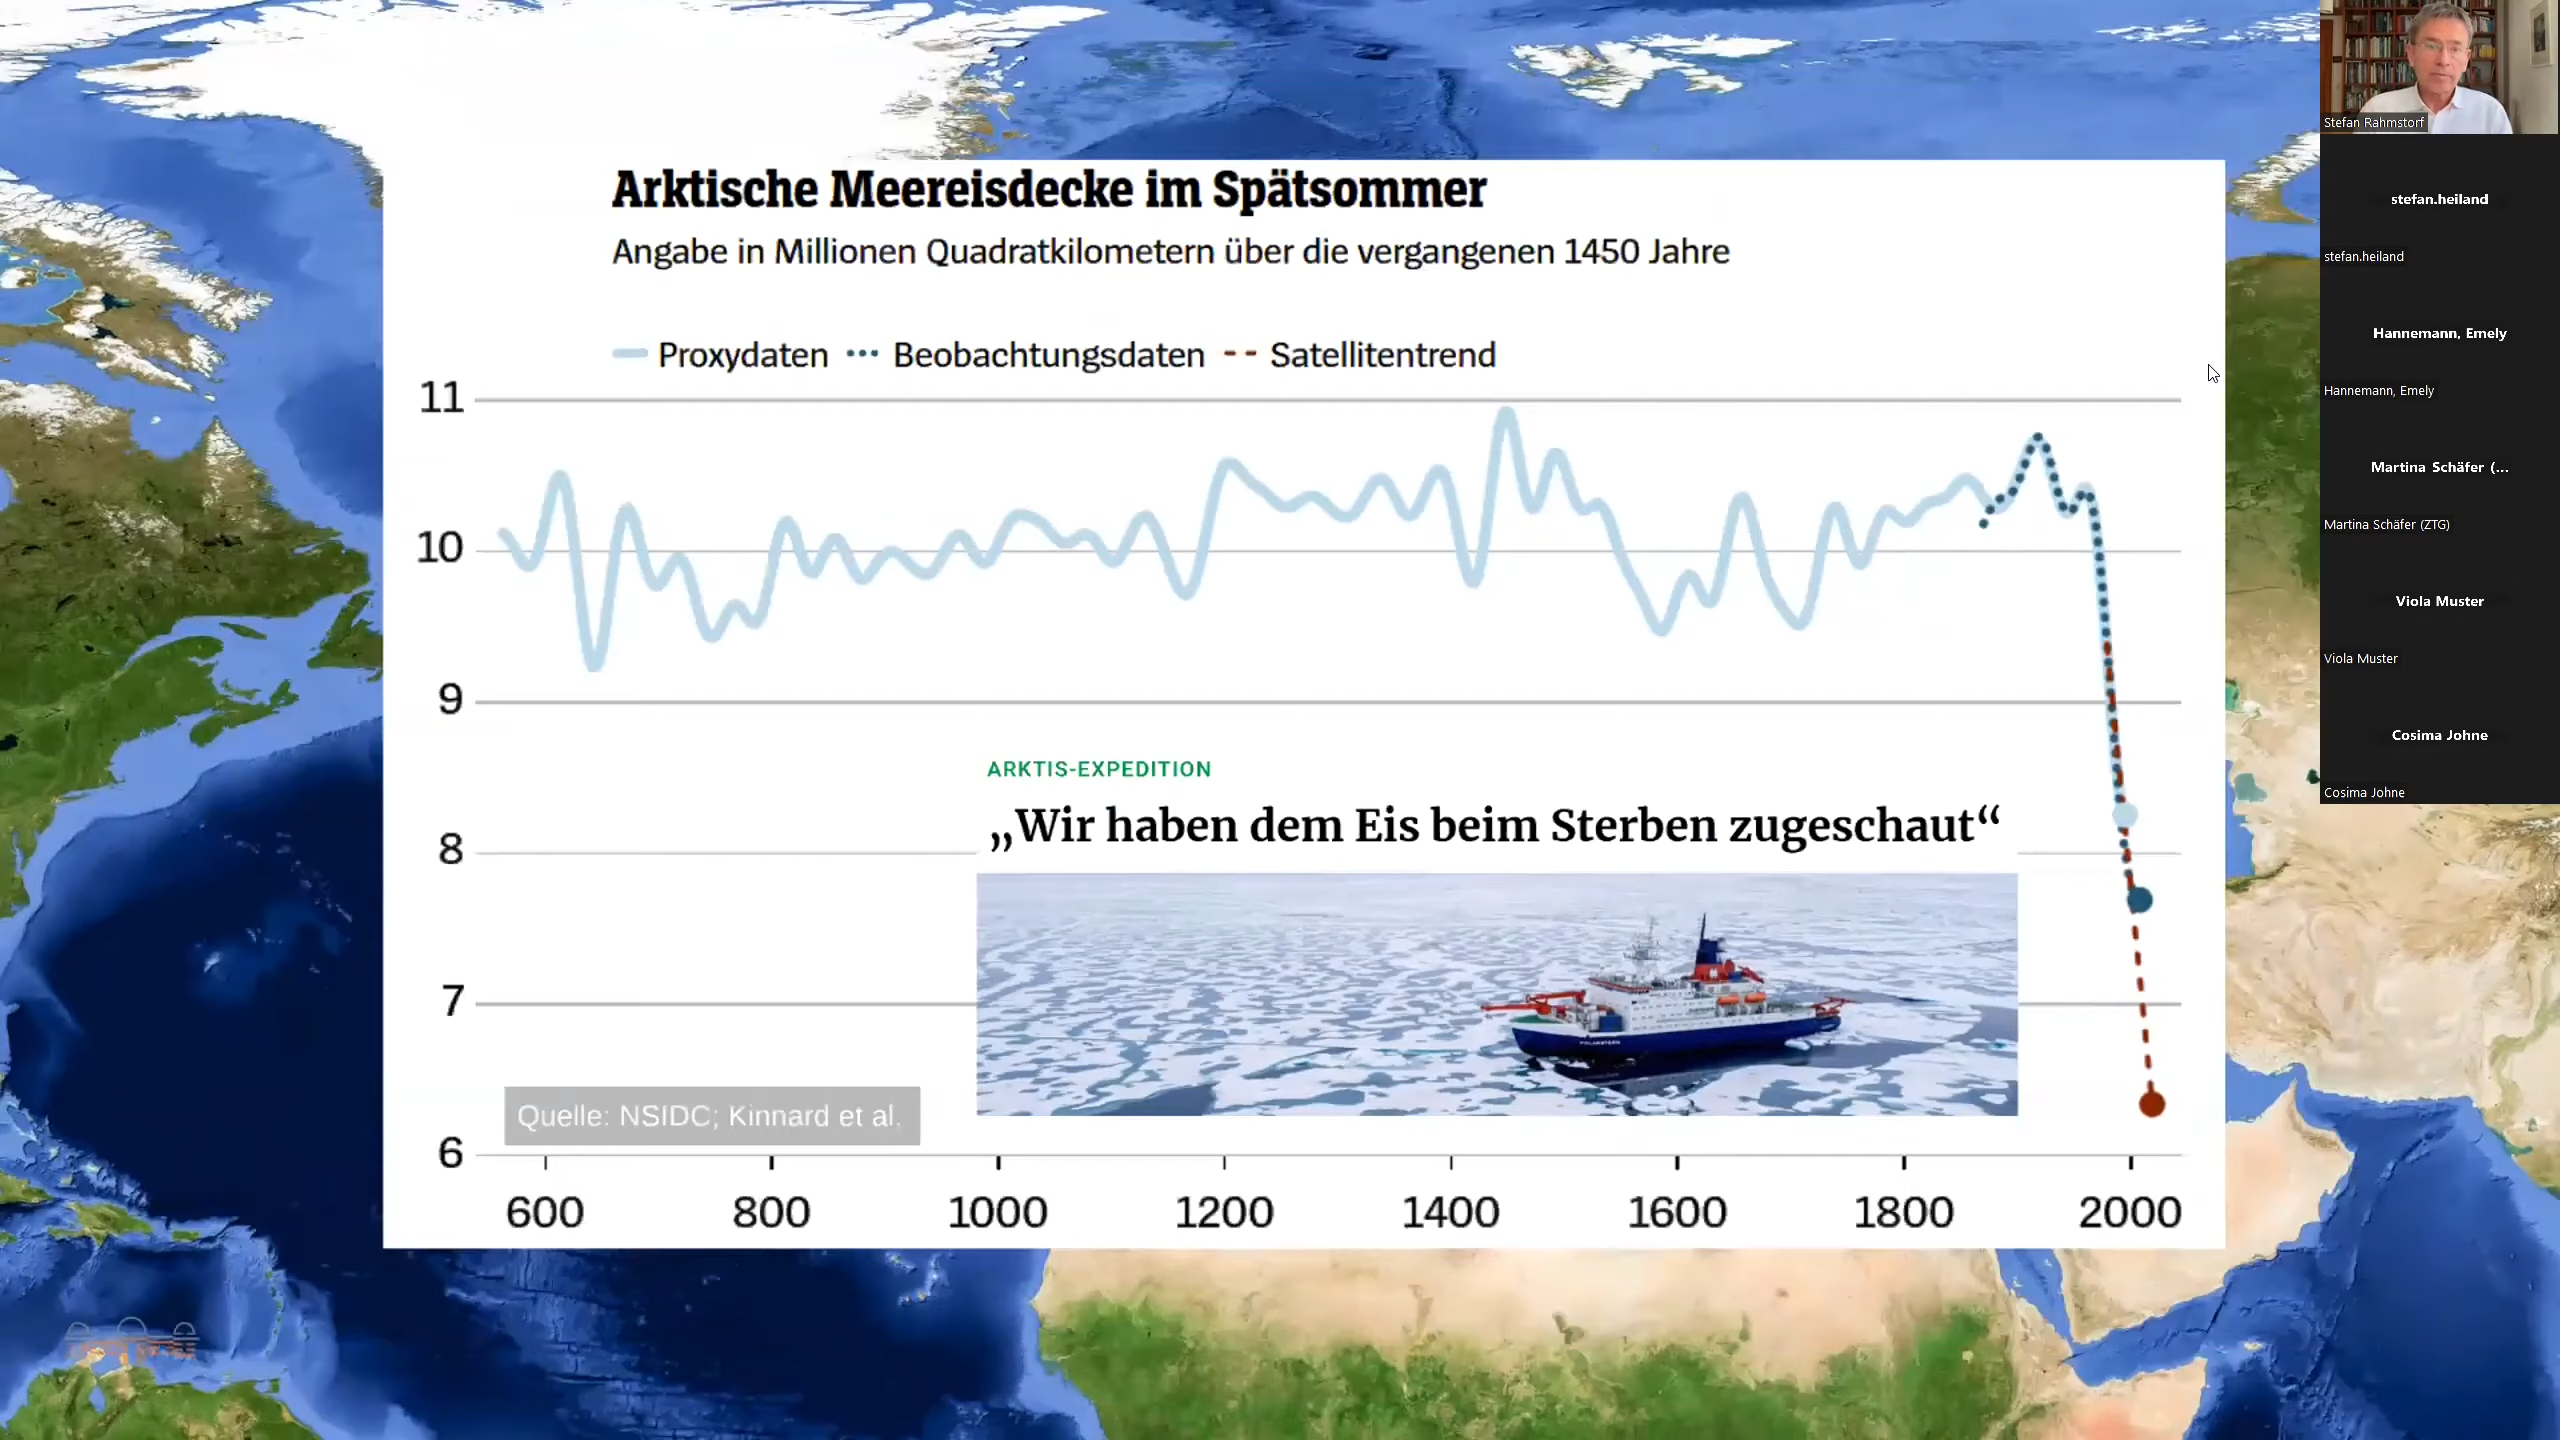 Arktische Meereisdecke im Spätsommer
Angabe in Millionen Quadratkilometern über die vergangenen 1450 Jahre
Proxydaten Beobachtungsdaten Satellitentrend
11
10
9
8
7
6
ARKTIS-EXPEDITION
„Wir haben dem Eis beim Sterben zugeschaut“
POLARSTERN
Quelle: NSIDC; Kinnard et al.
600 800 1000 1200 1400 1600 1800 2000
Stefan Rahmstorf
stefan.heiland
stefan.heiland
Hannemann, Emely
Hannemann, Emely
Martina Schäfer (...
Martina Schäfer (ZTG)
Viola Muster
Viola Muster
Cosima Johne
Cosima Johne